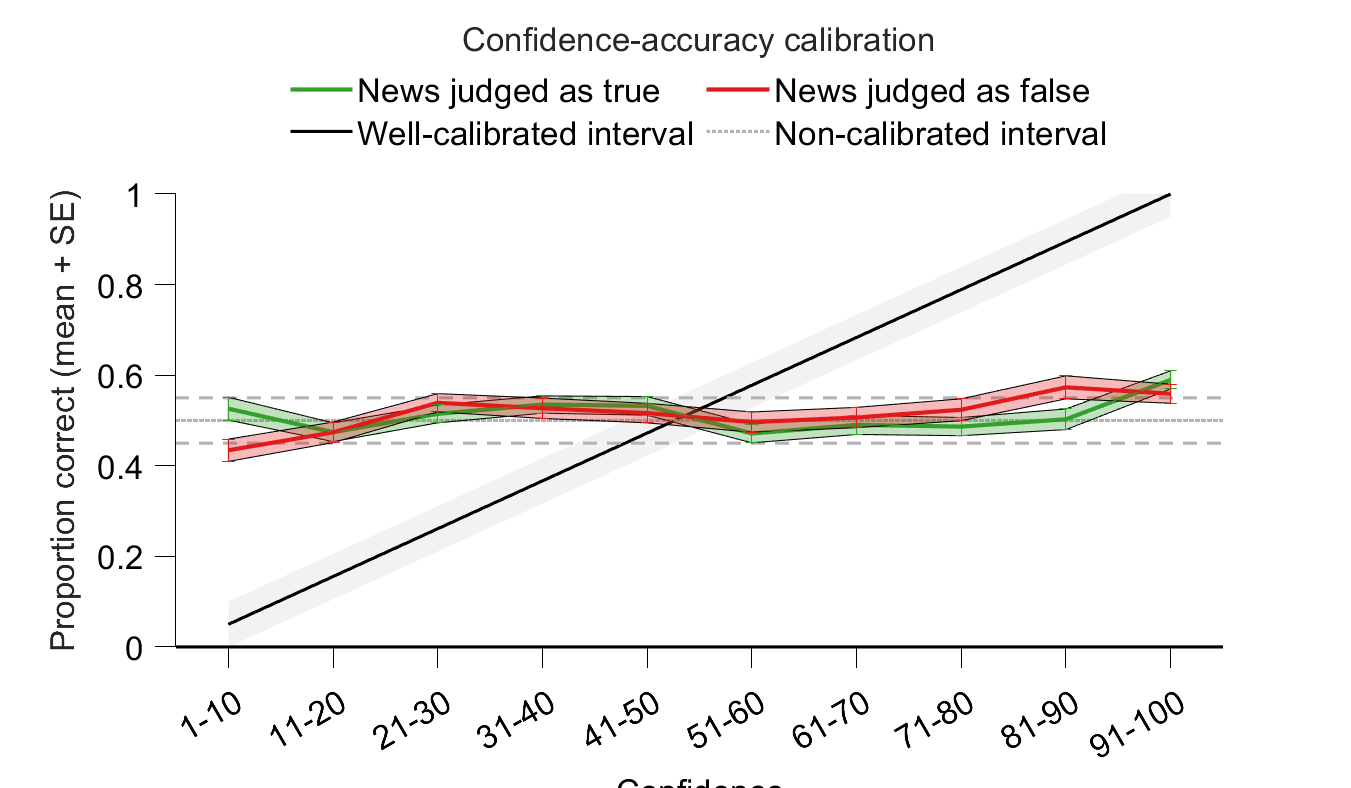 Confidence-accuracy calibration
News judged as true News judged as false
Well-calibrated interval Non-calibrated interval
Proportion correct (mean + SE)
1
0.8
0.6
0.4
0.2
0
1-10 11-20 21-30 31-40 41-50 51-60 61-70 71-80 81-90 91-100
Confidence